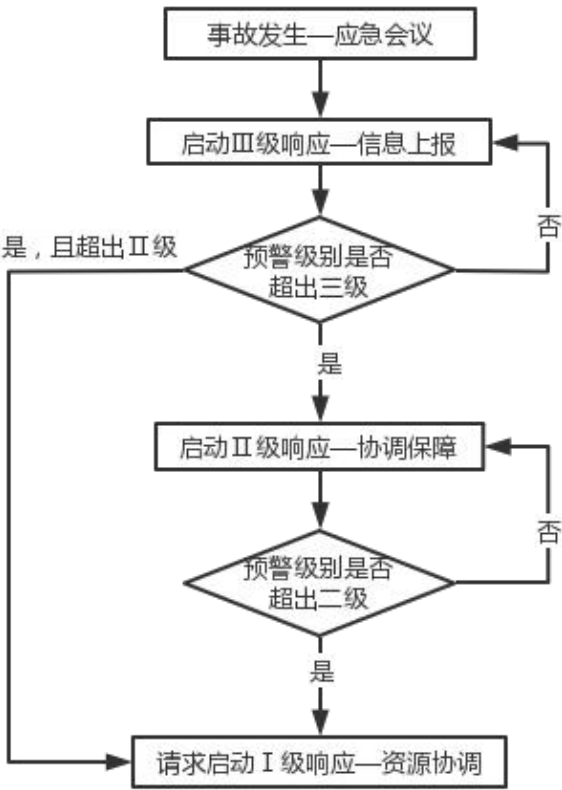 事故发生—应急会议
启动Ⅲ级响应—信息上报
否
是，且超出Ⅱ级
预警级别是否
超出三级
是
启动Ⅱ级响应—协调保障
否
预警级别是否
超出二级
是
请求启动Ⅰ级响应—资源协调